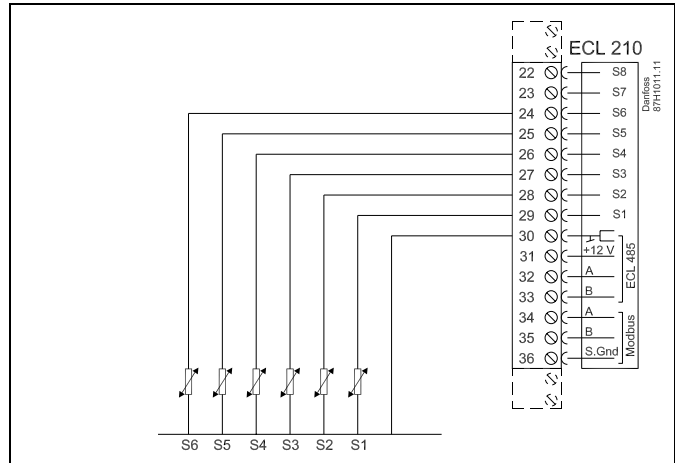 ECL 210
22 S8
23 S7
24 S6
25 S5
26 S4
27 S3
28 S2
29 S1
30
31 +12 V
32 A
33 B
34 A
35 B
36 S.Gnd
ECL 485
Modbus
Danfoss
87H1011.11
S6 S5 S4 S3 S2 S1